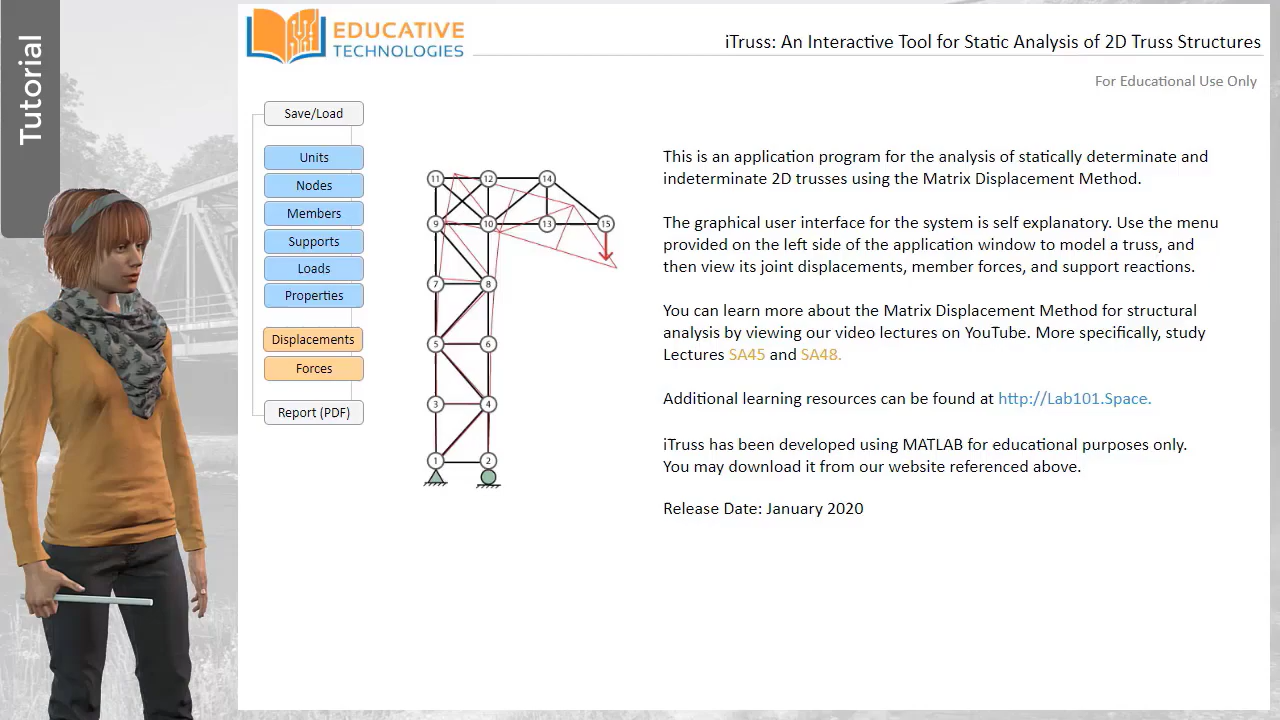 Tutorial
EDUCATIVE
TECHNOLOGIES
iTruss: An Interactive Tool for Static Analysis of 2D Truss Structures
For Educational Use Only
Save/Load
Units
Nodes
Members
Supports
Loads
Properties
Displacements
Forces
Report (PDF)
11 12 14
9 10 13 15
7 8
5 6
3 4
1 2
This is an application program for the analysis of statically determinate and
indeterminate 2D trusses using the Matrix Displacement Method.
The graphical user interface for the system is self explanatory. Use the menu
provided on the left side of the application window to model a truss, and
then view its joint displacements, member forces, and support reactions.
You can learn more about the Matrix Displacement Method for structural
analysis by viewing our video lectures on YouTube. More specifically, study
Lectures SA45 and SA48.
Additional learning resources can be found at http://Lab101.Space.
iTruss has been developed using MATLAB for educational purposes only.
You may download it from our website referenced above.
Release Date: January 2020